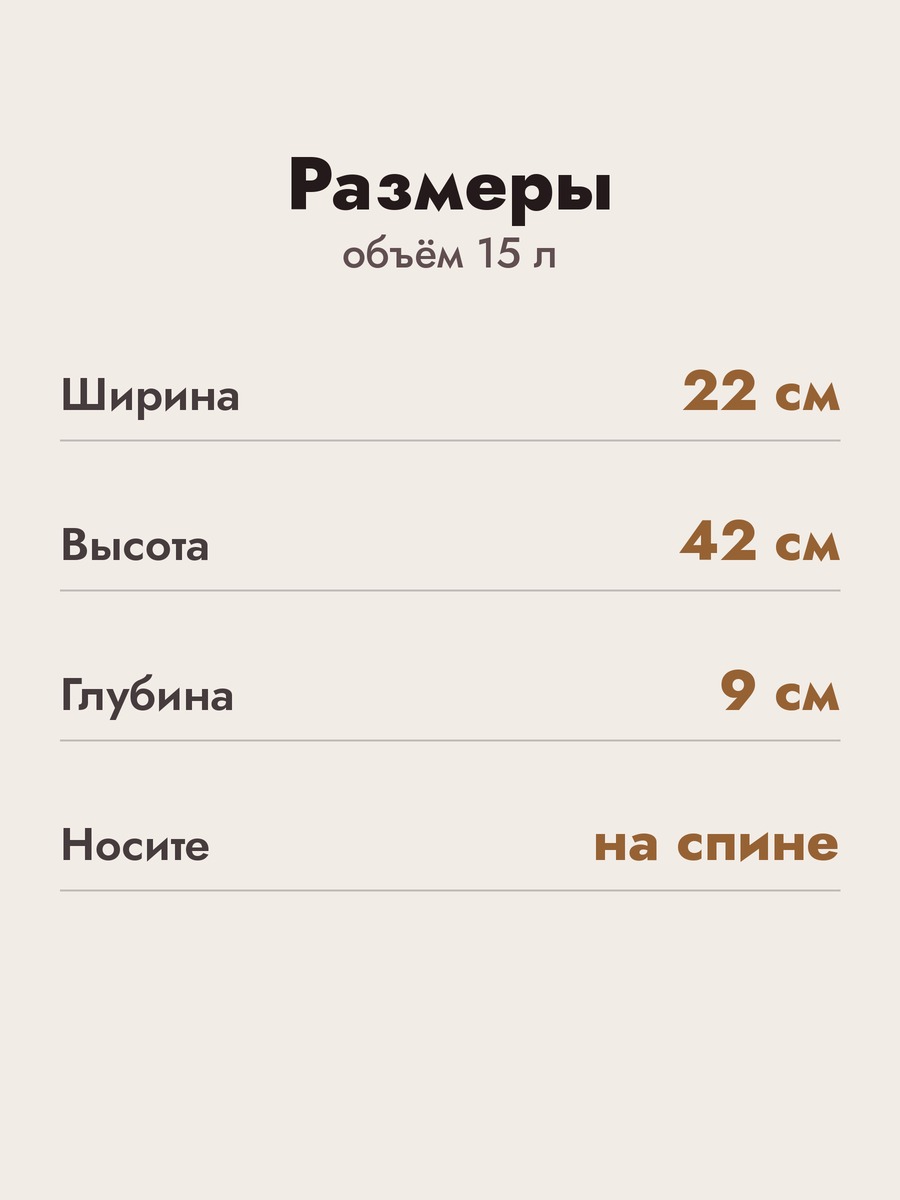 Размеры
объём 15 л
Ширина 22 см
Высота 42 см
Глубина 9 см
Носите на спине